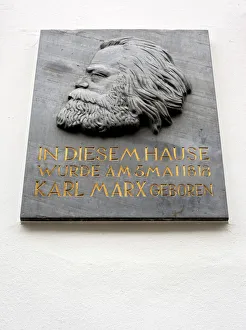 IN DIESEM HAUSE
WURDE AM 5 MAI 1818
KARL MARX GEBOREN